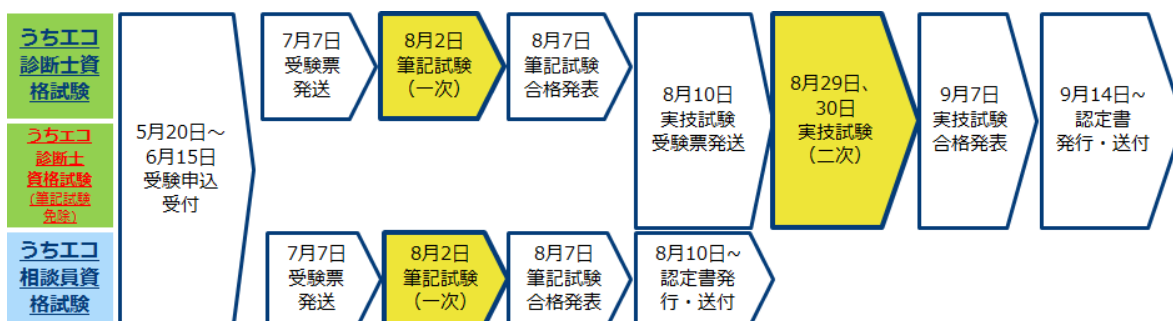 うちエコ
診断士資
格試験
うちエコ
診断士
資格試験
(筆記試験
免除)
うちエコ
相談員資
格試験
5月20日～
6月15日
受験申込
受付
7月7日
受験票
発送
8月2日
筆記試験
（一次）
8月7日
筆記試験
合格発表
8月10日
実技試験
受験票発送
8月29日、
30日
実技試験
（二次）
9月7日
実技試験
合格発表
9月14日~
認定書
発行・送付
7月7日
受験票
発送
8月2日
筆記試験
（一次）
8月7日
筆記試験
合格発表
8月10日~
認定書発
行・送付